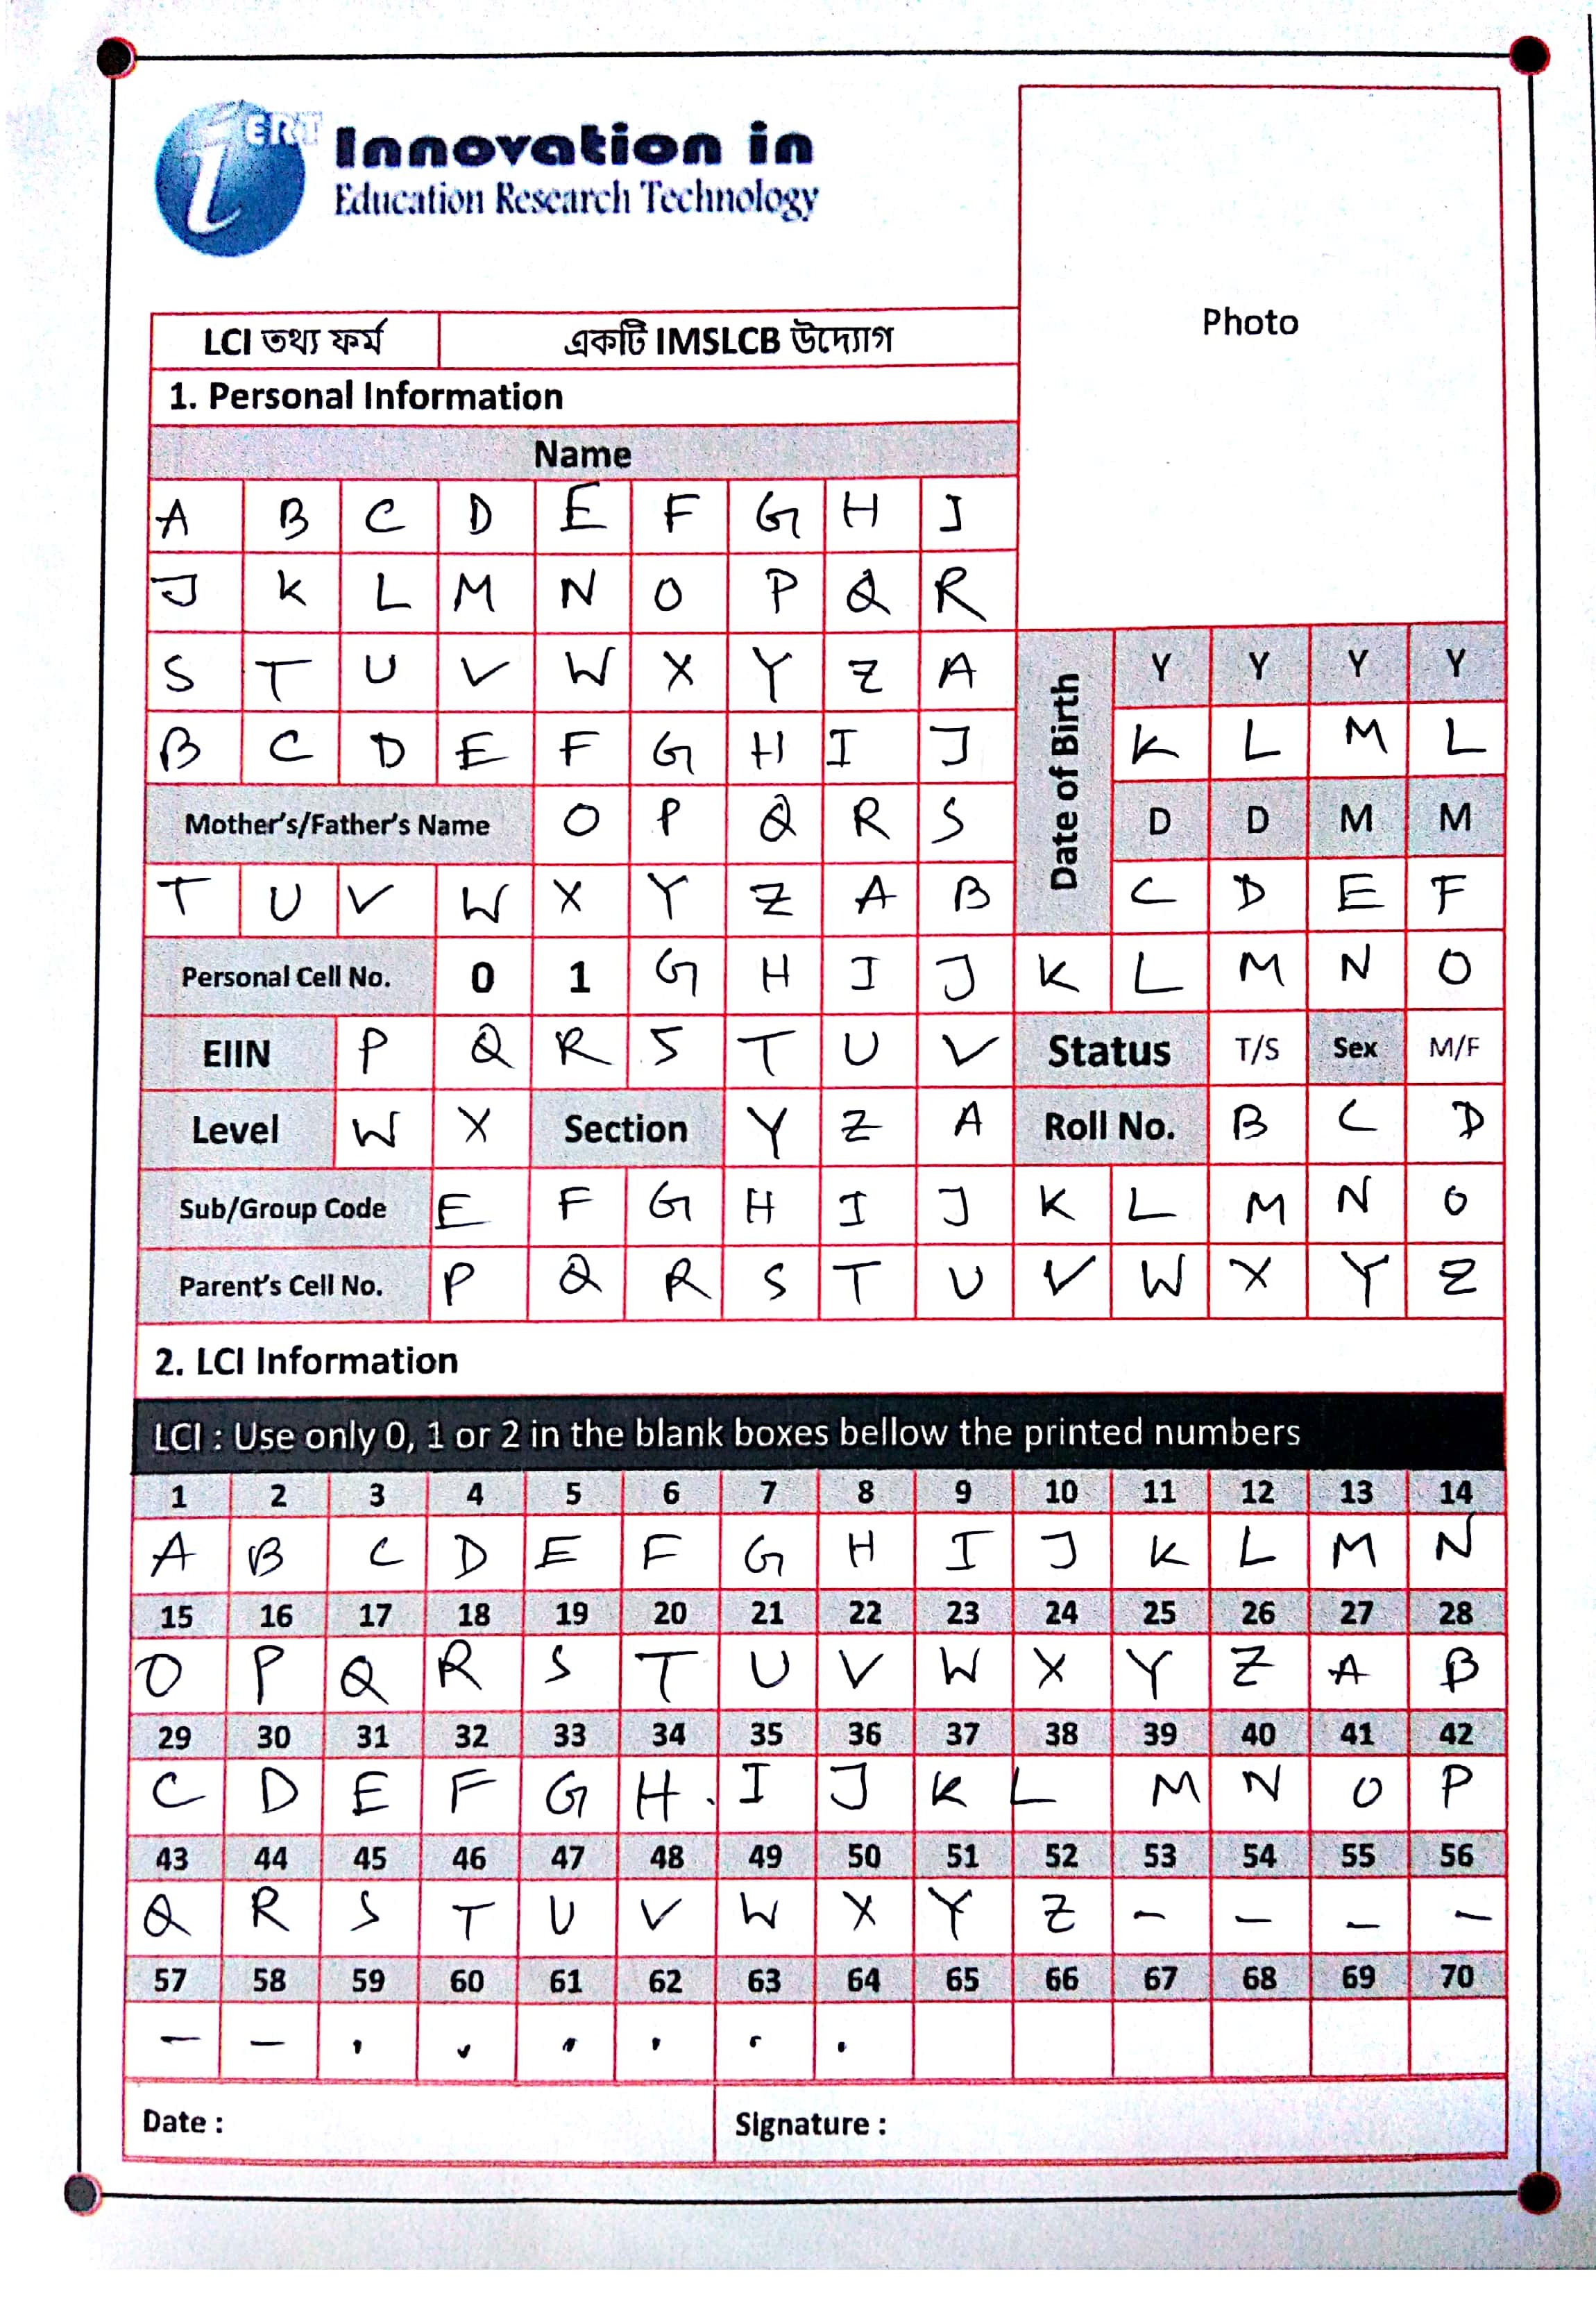 iERT Innovation in
Education Research Technology
Photo
LCI তথ্য ফর্ম একটি IMSLCB উদ্যোগ
1. Personal Information
Name
A B C D E F G H I
J K L M N O P Q R
S T U V W X Y Z A
Date of Birth Y Y Y Y
B C D E F G H I J K L M L
Mother's/Father's Name O P Q R S D D M M
T U V W X Y Z A B C D E F
Personal Cell No. 0 1 G H I J K L M N O
EIIN P Q R S T U V Status T/S Sex M/F
Level W X Section Y Z A Roll No. B C D
Sub/Group Code E F G H I J K L M N O
Parent's Cell No. P Q R S T U V W X Y Z
2. LCI Information
LCI : Use only 0, 1 or 2 in the blank boxes bellow the printed numbers
1 2 3 4 5 6 7 8 9 10 11 12 13 14
A B C D E F G H I J K L M N
15 16 17 18 19 20 21 22 23 24 25 26 27 28
O P Q R S T U V W X Y Z A B
29 30 31 32 33 34 35 36 37 38 39 40 41 42
C D E F G H . I J K L M N O P
43 44 45 46 47 48 49 50 51 52 53 54 55 56
Q R S T U V W X Y Z - - - -
57 58 59 60 61 62 63 64 65 66 67 68 69 70
- - . . . . . .
Date : Signature :